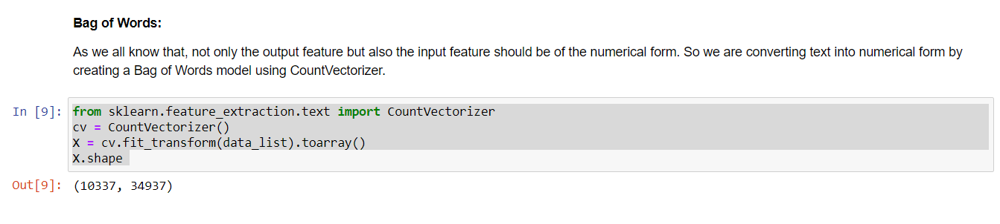 Bag of Words:
As we all know that, not only the output feature but also the input feature should be of the numerical form. So we are converting text into numerical form by
creating a Bag of Words model using CountVectorizer.
In [9]: from sklearn.feature_extraction.text import CountVectorizer
cv = CountVectorizer()
X = cv.fit_transform(data_list).toarray()
X.shape
Out[9]: (10337, 34937)